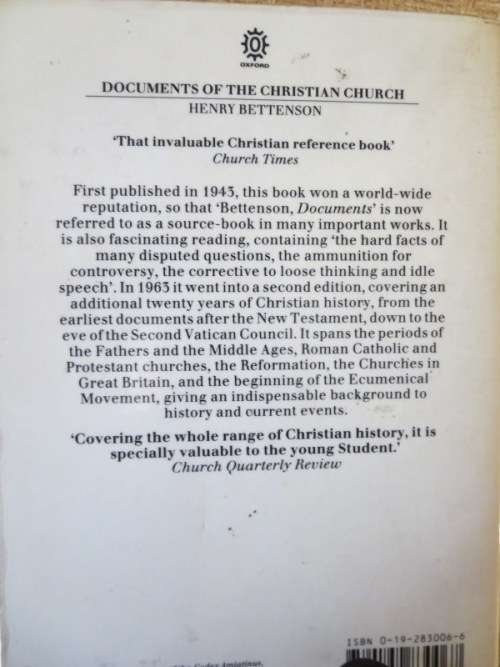 OXFORD
DOCUMENTS OF THE CHRISTIAN CHURCH
HENRY BETTENSON
‘That invaluable Christian reference book’
Church Times
First published in 1943, this book won a world-wide
reputation, so that ‘Bettenson, Documents’ is now
referred to as a source-book in many important works. It
is also fascinating reading, containing ‘the hard facts of
many disputed questions, the ammunition for
controversy, the corrective to loose thinking and idle
speech’. In 1963 it went into a second edition, covering an
additional twenty years of Christian history, from the
earliest documents after the New Testament, down to the
eve of the Second Vatican Council. It spans the periods of
the Fathers and the Middle Ages, Roman Catholic and
Protestant churches, the Reformation, the Churches in
Great Britain, and the beginning of the Ecumenical
Movement, giving an indispensable background to
history and current events.
‘Covering the whole range of Christian history, it is
specially valuable to the young Student.’
Church Quarterly Review
ISBN 0-19-283006-6
Codex Amiatinus,